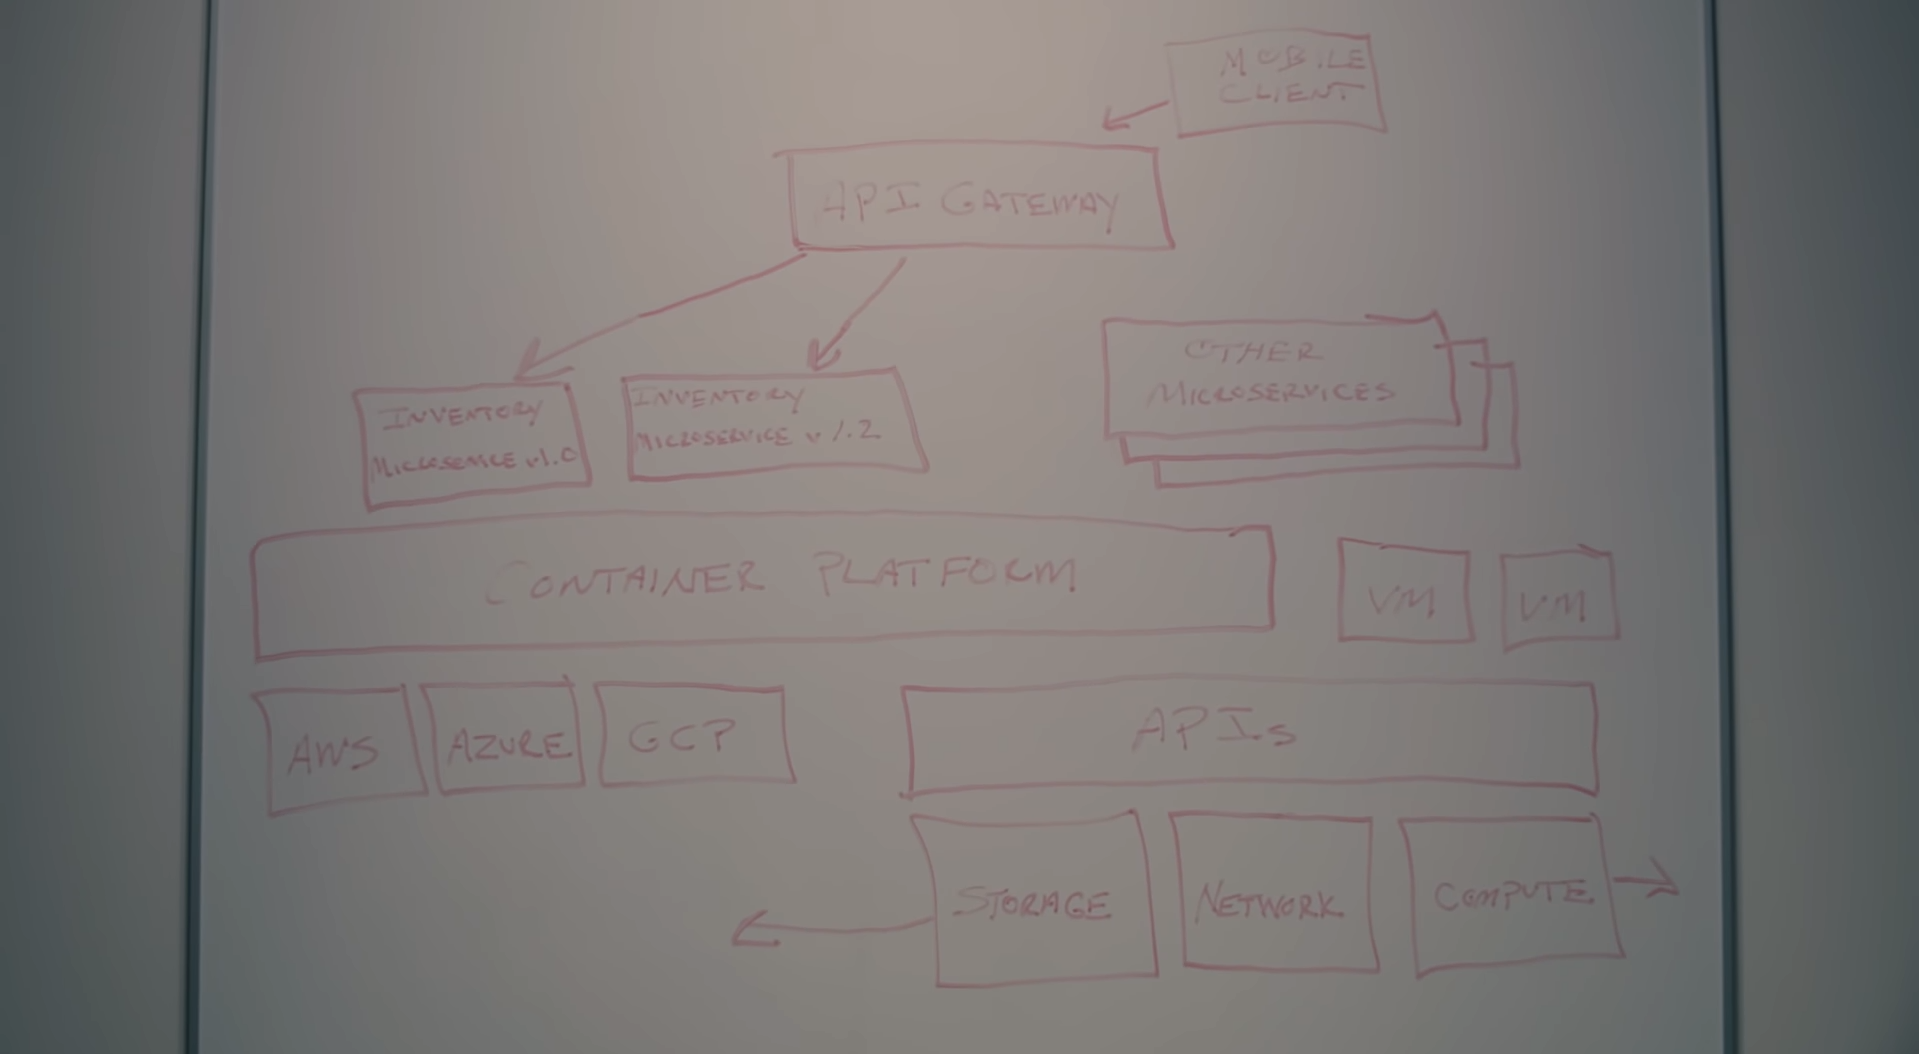 MOBILE
CLIENT
API GATEWAY
INVENTORY
MICROSERVICE v1.0
INVENTORY
MICROSERVICE v 1.2
OTHER
MICROSERVICES
CONTAINER PLATFORM
VM
VM
AWS
AZURE
GCP
APIs
STORAGE
NETWORK
COMPUTE